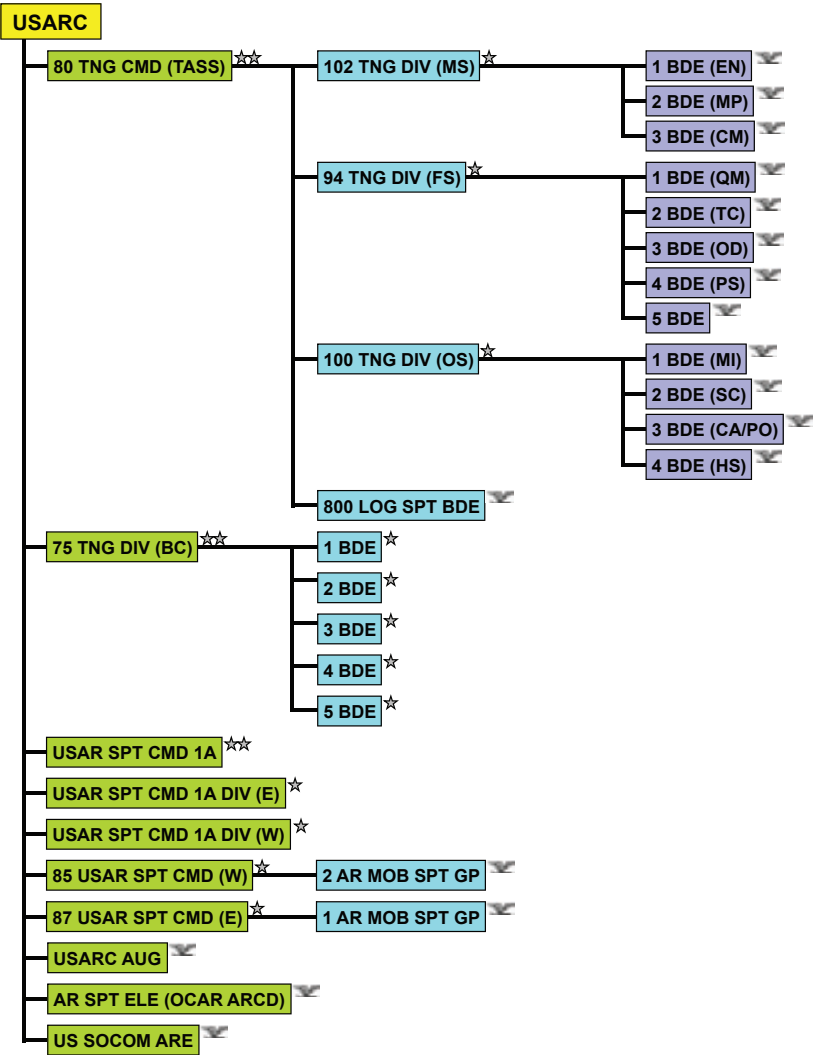 USARC
80 TNG CMD (TASS)
102 TNG DIV (MS)
1 BDE (EN)
2 BDE (MP)
3 BDE (CM)
94 TNG DIV (FS)
1 BDE (QM)
2 BDE (TC)
3 BDE (OD)
4 BDE (PS)
5 BDE
100 TNG DIV (OS)
1 BDE (MI)
2 BDE (SC)
3 BDE (CA/PO)
4 BDE (HS)
800 LOG SPT BDE
75 TNG DIV (BC)
1 BDE
2 BDE
3 BDE
4 BDE
5 BDE
USAR SPT CMD 1A
USAR SPT CMD 1A DIV (E)
USAR SPT CMD 1A DIV (W)
85 USAR SPT CMD (W)
2 AR MOB SPT GP
87 USAR SPT CMD (E)
1 AR MOB SPT GP
USARC AUG
AR SPT ELE (OCAR ARCD)
US SOCOM ARE